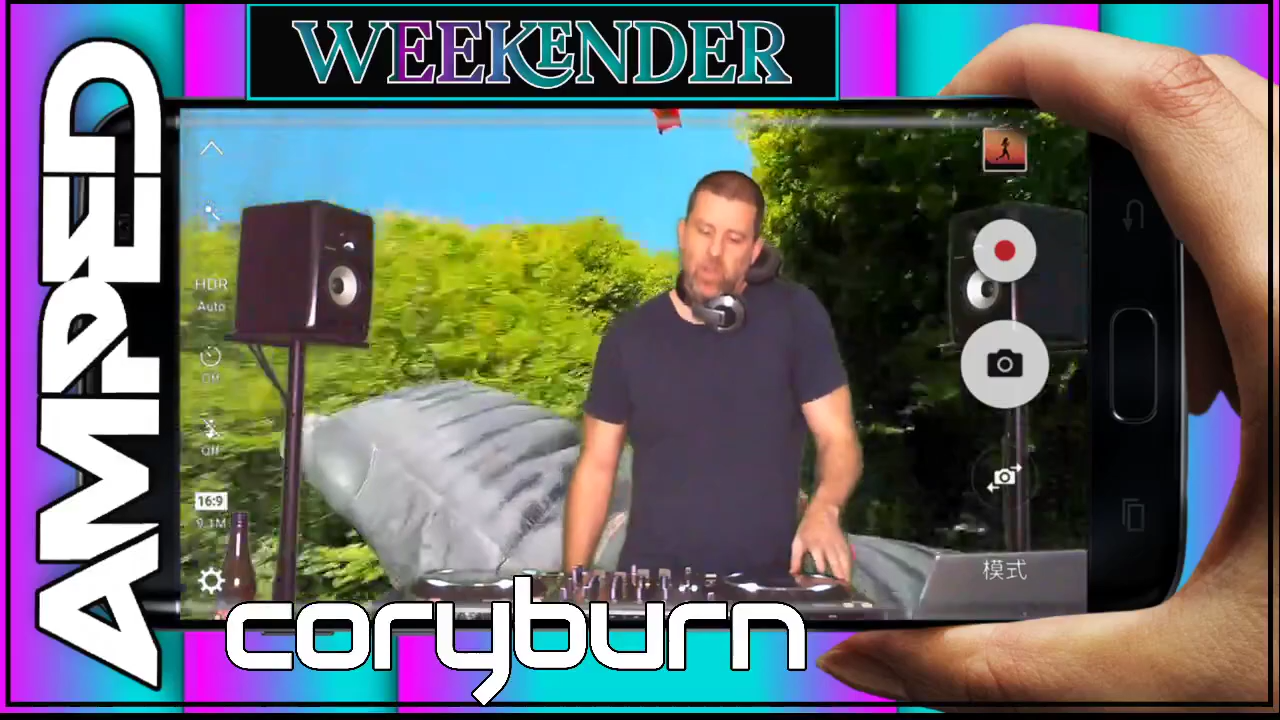 WEEKENDER
AMPED
HDR
Auto
Off
Off
16:9
9.1M
模式
coryburn